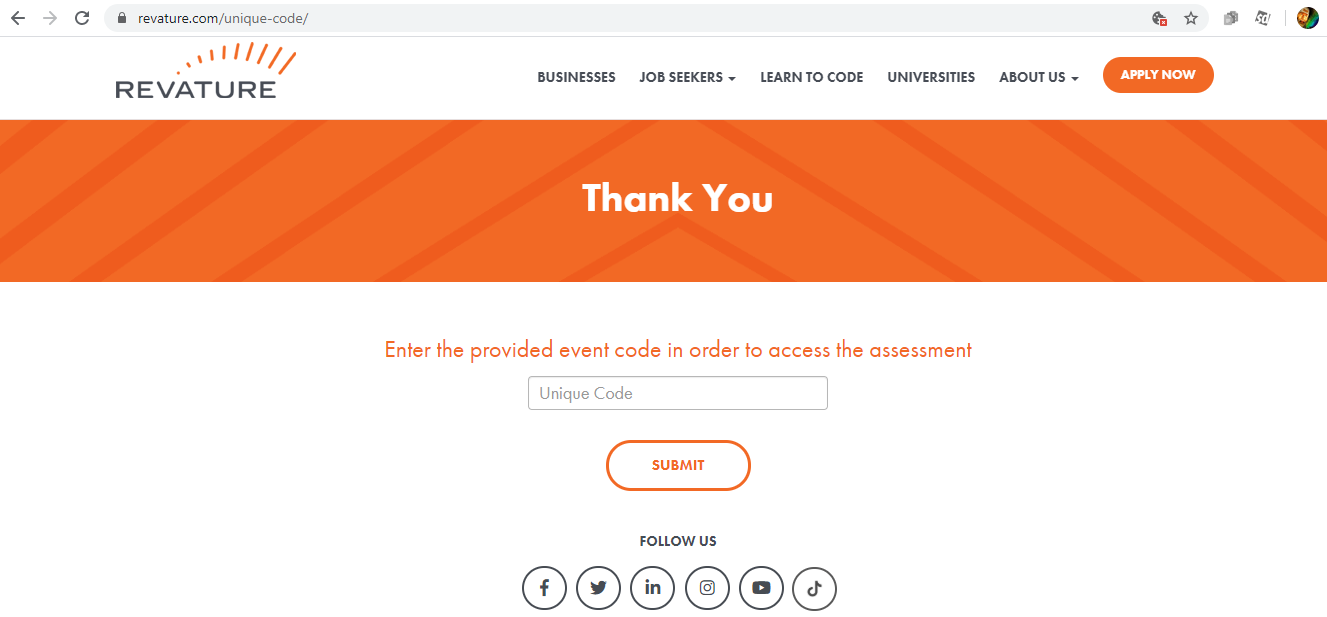 revature.com/unique-code/
REVATURE
BUSINESSES JOB SEEKERS LEARN TO CODE UNIVERSITIES ABOUT US APPLY NOW
Thank You
Enter the provided event code in order to access the assessment
Unique Code
SUBMIT
FOLLOW US